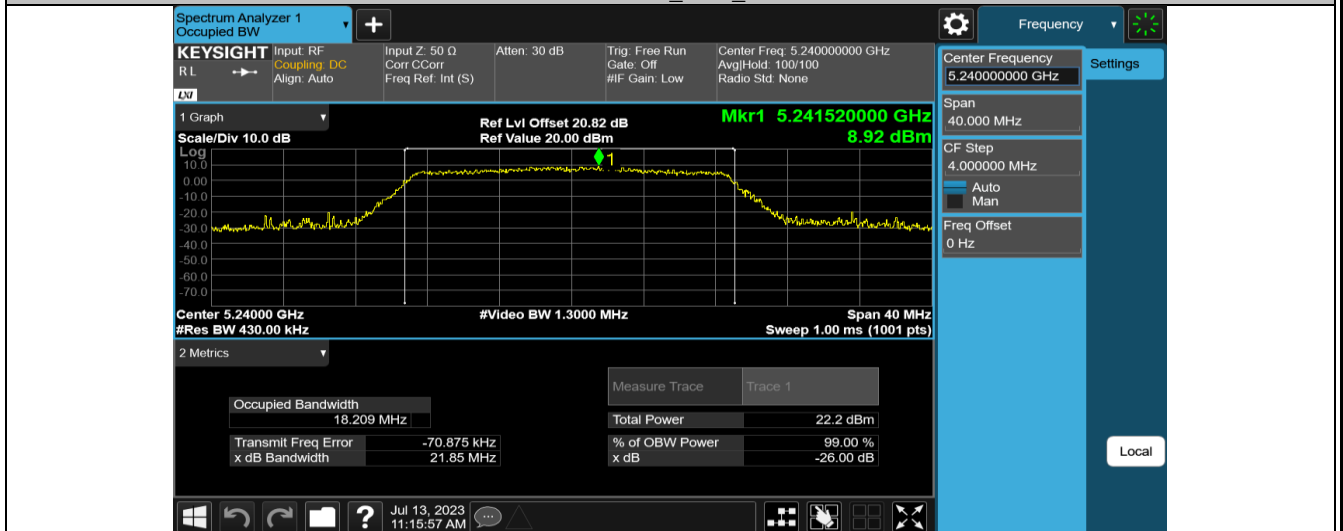 Spectrum Analyzer 1
Occupied BW
Frequency
KEYSIGHT
R L
LXI
Input: RF
Coupling: DC
Align: Auto
Input Z: 50 Ω
Corr CCorr
Freq Ref: Int (S)
Atten: 30 dB
Trig: Free Run
Gate: Off
#IF Gain: Low
Center Freq: 5.240000000 GHz
Avg|Hold: 100/100
Radio Std: None
Center Frequency
5.240000000 GHz
Settings
Span
40.000 MHz
CF Step
4.000000 MHz
Auto
Man
Freq Offset
0 Hz
1 Graph
Scale/Div 10.0 dB
Ref Lvl Offset 20.82 dB
Ref Value 20.00 dBm
Mkr1 5.241520000 GHz
8.92 dBm
Log
1
10.0
0.00
-10.0
-20.0
-30.0
-40.0
-50.0
-60.0
-70.0
Center 5.24000 GHz
#Res BW 430.00 kHz
#Video BW 1.3000 MHz
Span 40 MHz
Sweep 1.00 ms (1001 pts)
2 Metrics
Measure Trace Trace 1
Occupied Bandwidth
18.209 MHz
Total Power 22.2 dBm
Transmit Freq Error -70.875 kHz
% of OBW Power 99.00 %
x dB Bandwidth 21.85 MHz
x dB -26.00 dB
Local
Jul 13, 2023
11:15:57 AM